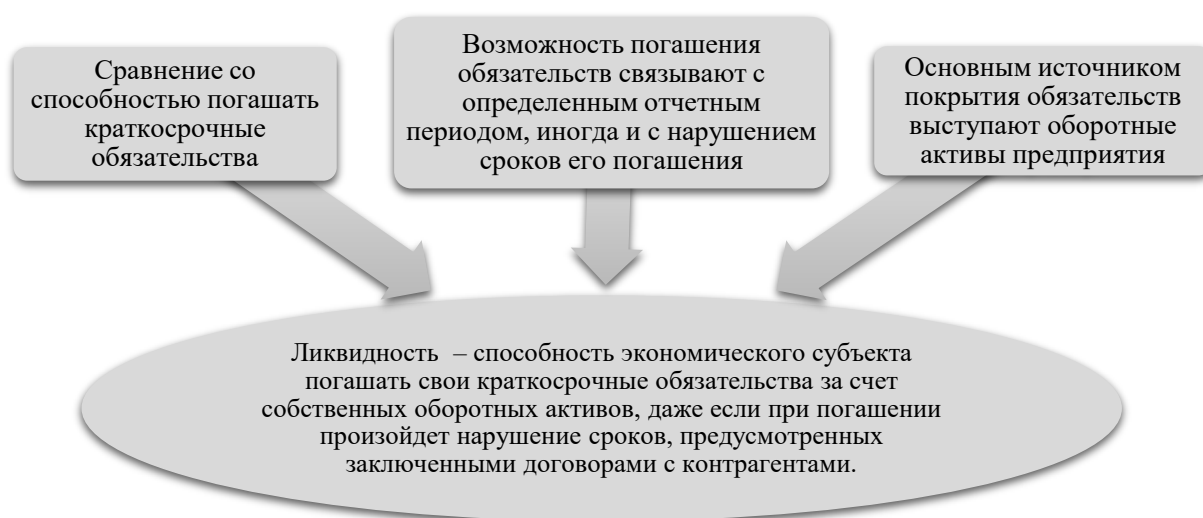 Сравнение со
способностью погашать
краткосрочные
обязательства
Возможность погашения
обязательств связывают с
определенным отчетным
периодом, иногда и с нарушением
сроков его погашения
Основным источником
покрытия обязательств
выступают оборотные
активы предприятия
Ликвидность – способность экономического субъекта
погашать свои краткосрочные обязательства за счет
собственных оборотных активов, даже если при погашении
произойдет нарушение сроков, предусмотренных
заключенными договорами с контрагентами.